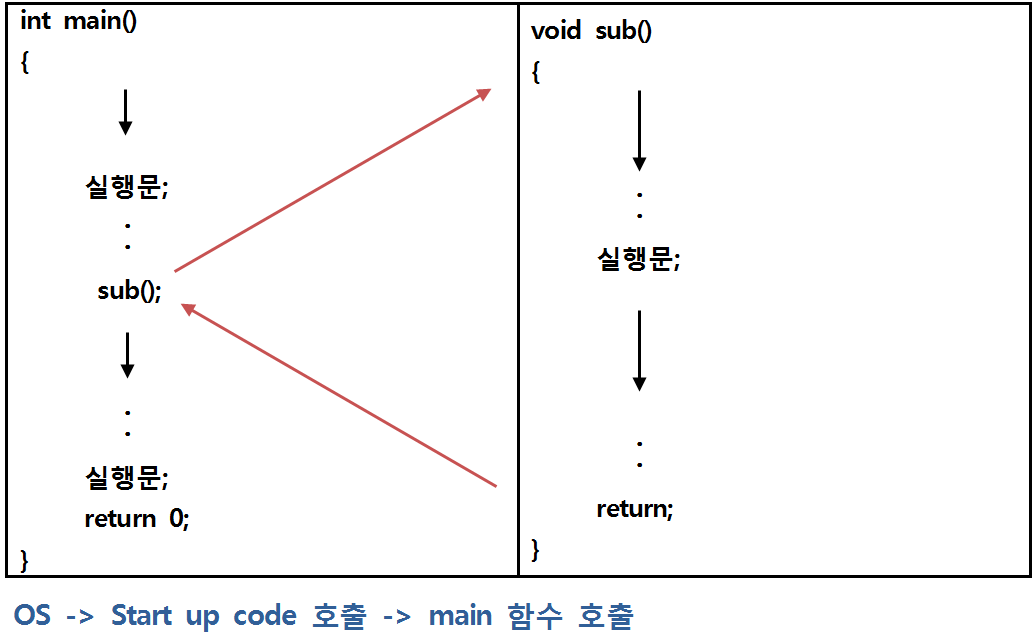 int main()
{
실행문;
:
sub();
:
실행문;
return 0;
}
void sub()
{
:
실행문;
:
return;
}
OS -> Start up code 호출 -> main 함수 호출